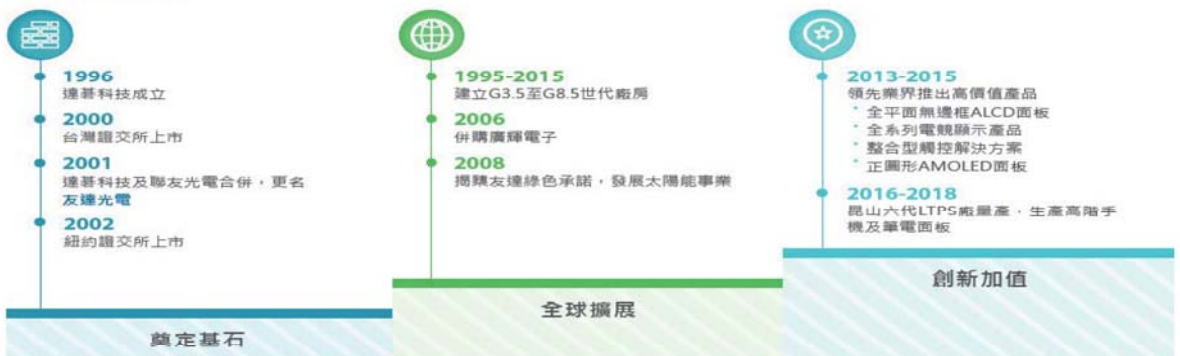 1996
達碁科技成立
2000
台灣證交所上市
2001
達碁科技及聯友光電合併，更名
友達光電
2002
紐約證交所上市
奠定基石
1995-2015
建立G3.5至G8.5世代廠房
2006
併購廣輝電子
2008
揭櫫友達綠色承諾，發展太陽能事業
全球擴展
2013-2015
領先業界推出高價值產品
* 全平面無邊框ALCD面板
* 全系列電競顯示產品
* 整合型觸控解決方案
* 正圓形AMOLED面板
2016-2018
昆山六代LTPS廠量產，生產高階手
機及筆電面板
創新加值